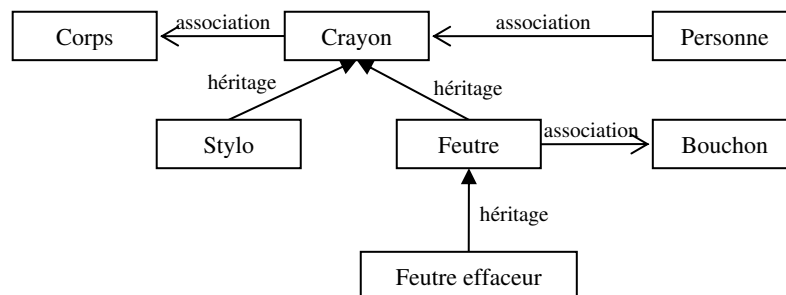 association
association
Corps
Crayon
Personne
héritage
héritage
association
Stylo
Feutre
Bouchon
héritage
Feutre effaceur